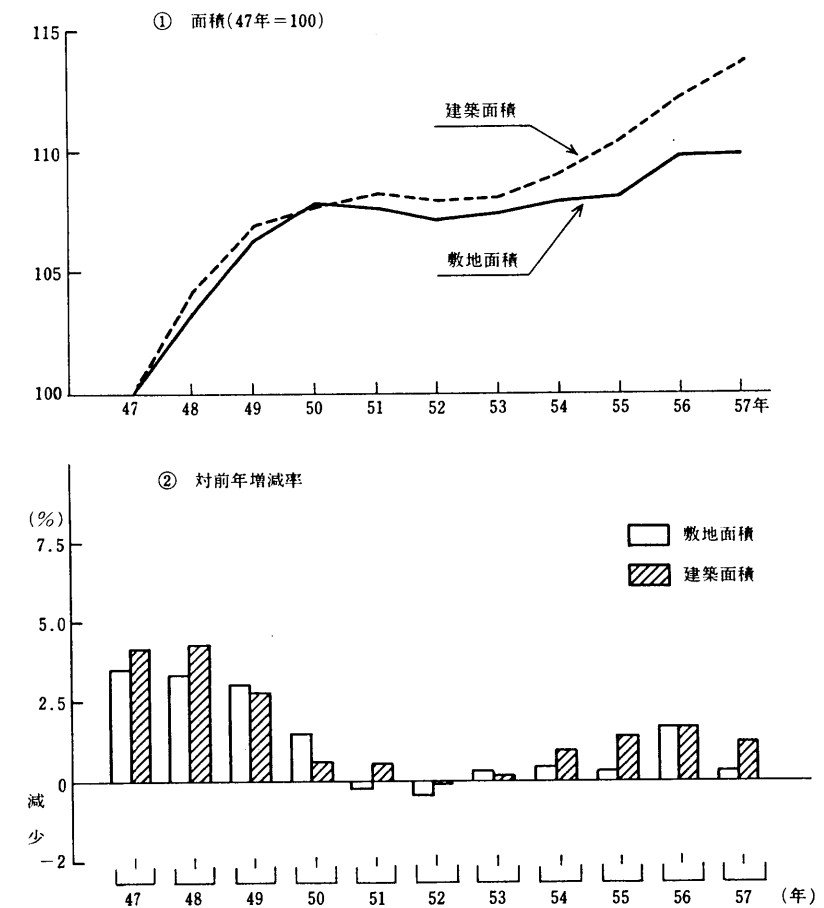 ① 面積(47年=100)
115
110
105
100
建築面積
敷地面積
47 48 49 50 51 52 53 54 55 56 57年
② 対前年増減率
(%)
7.5
5.0
2.5
0
減
少
-2
敷地面積
建築面積
47 48 49 50 51 52 53 54 55 56 57 (年)